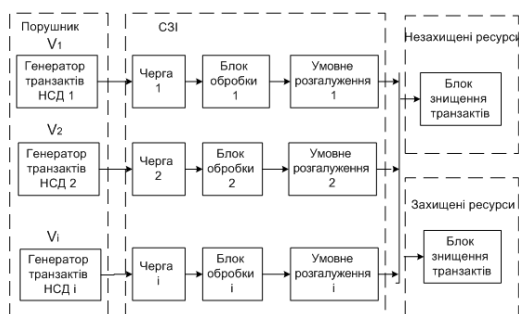 Порушник
СЗІ
Незахищені ресурси
V1
Генератор
транзактів
НСД 1
Черга
1
Блок
обробки
1
Умовне
розгалуження
1
Блок
знищення
транзактів
V2
Генератор
транзактів
НСД 2
Черга
2
Блок
обробки
2
Умовне
розгалуження
2
Захищені ресурси
Vi
Генератор
транзактів
НСД i
Черга
i
Блок
обробки
i
Умовне
розгалуження
i
Блок
знищення
транзактів